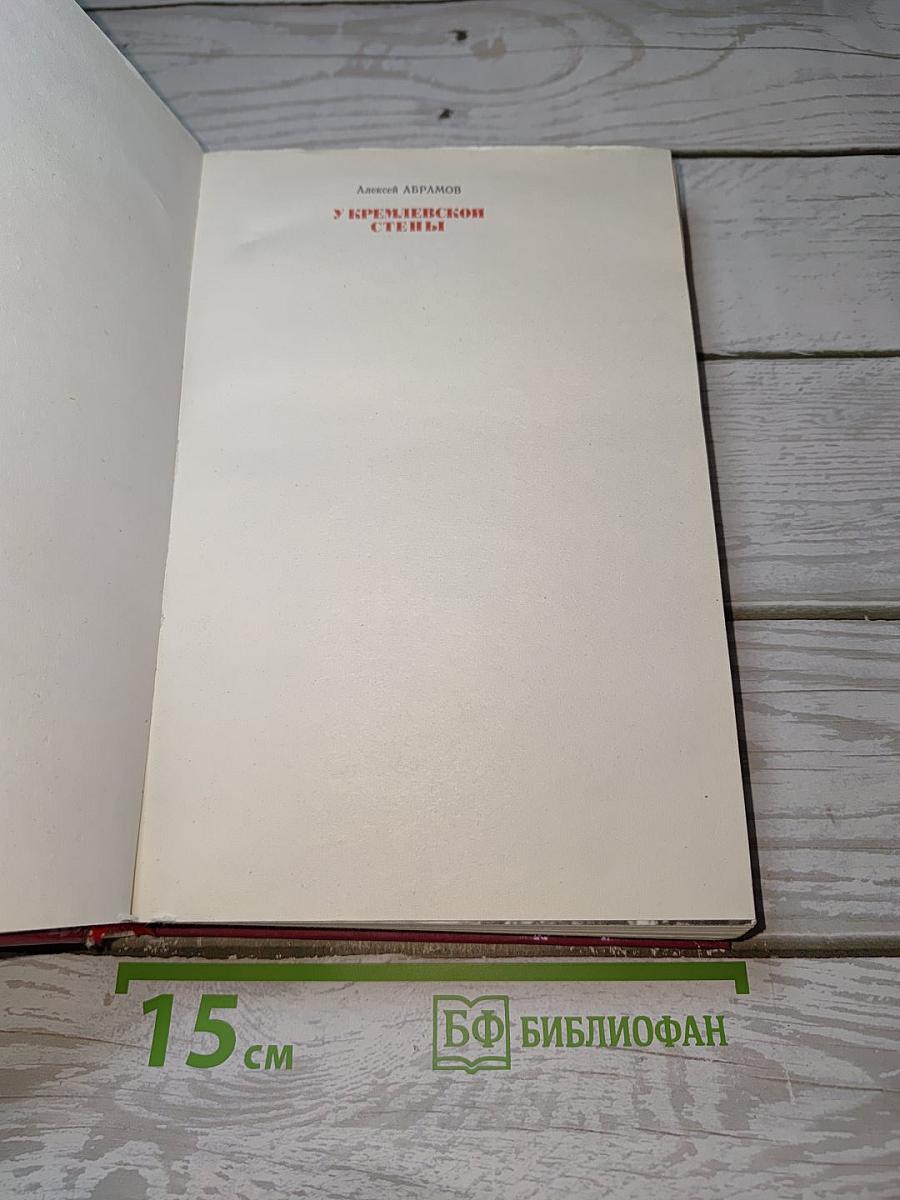 Алексей АБРАМОВ
У КРЕМЛЕВСКОЙ
СТЕНЫ
15 см
БФ БИБЛИОФАН